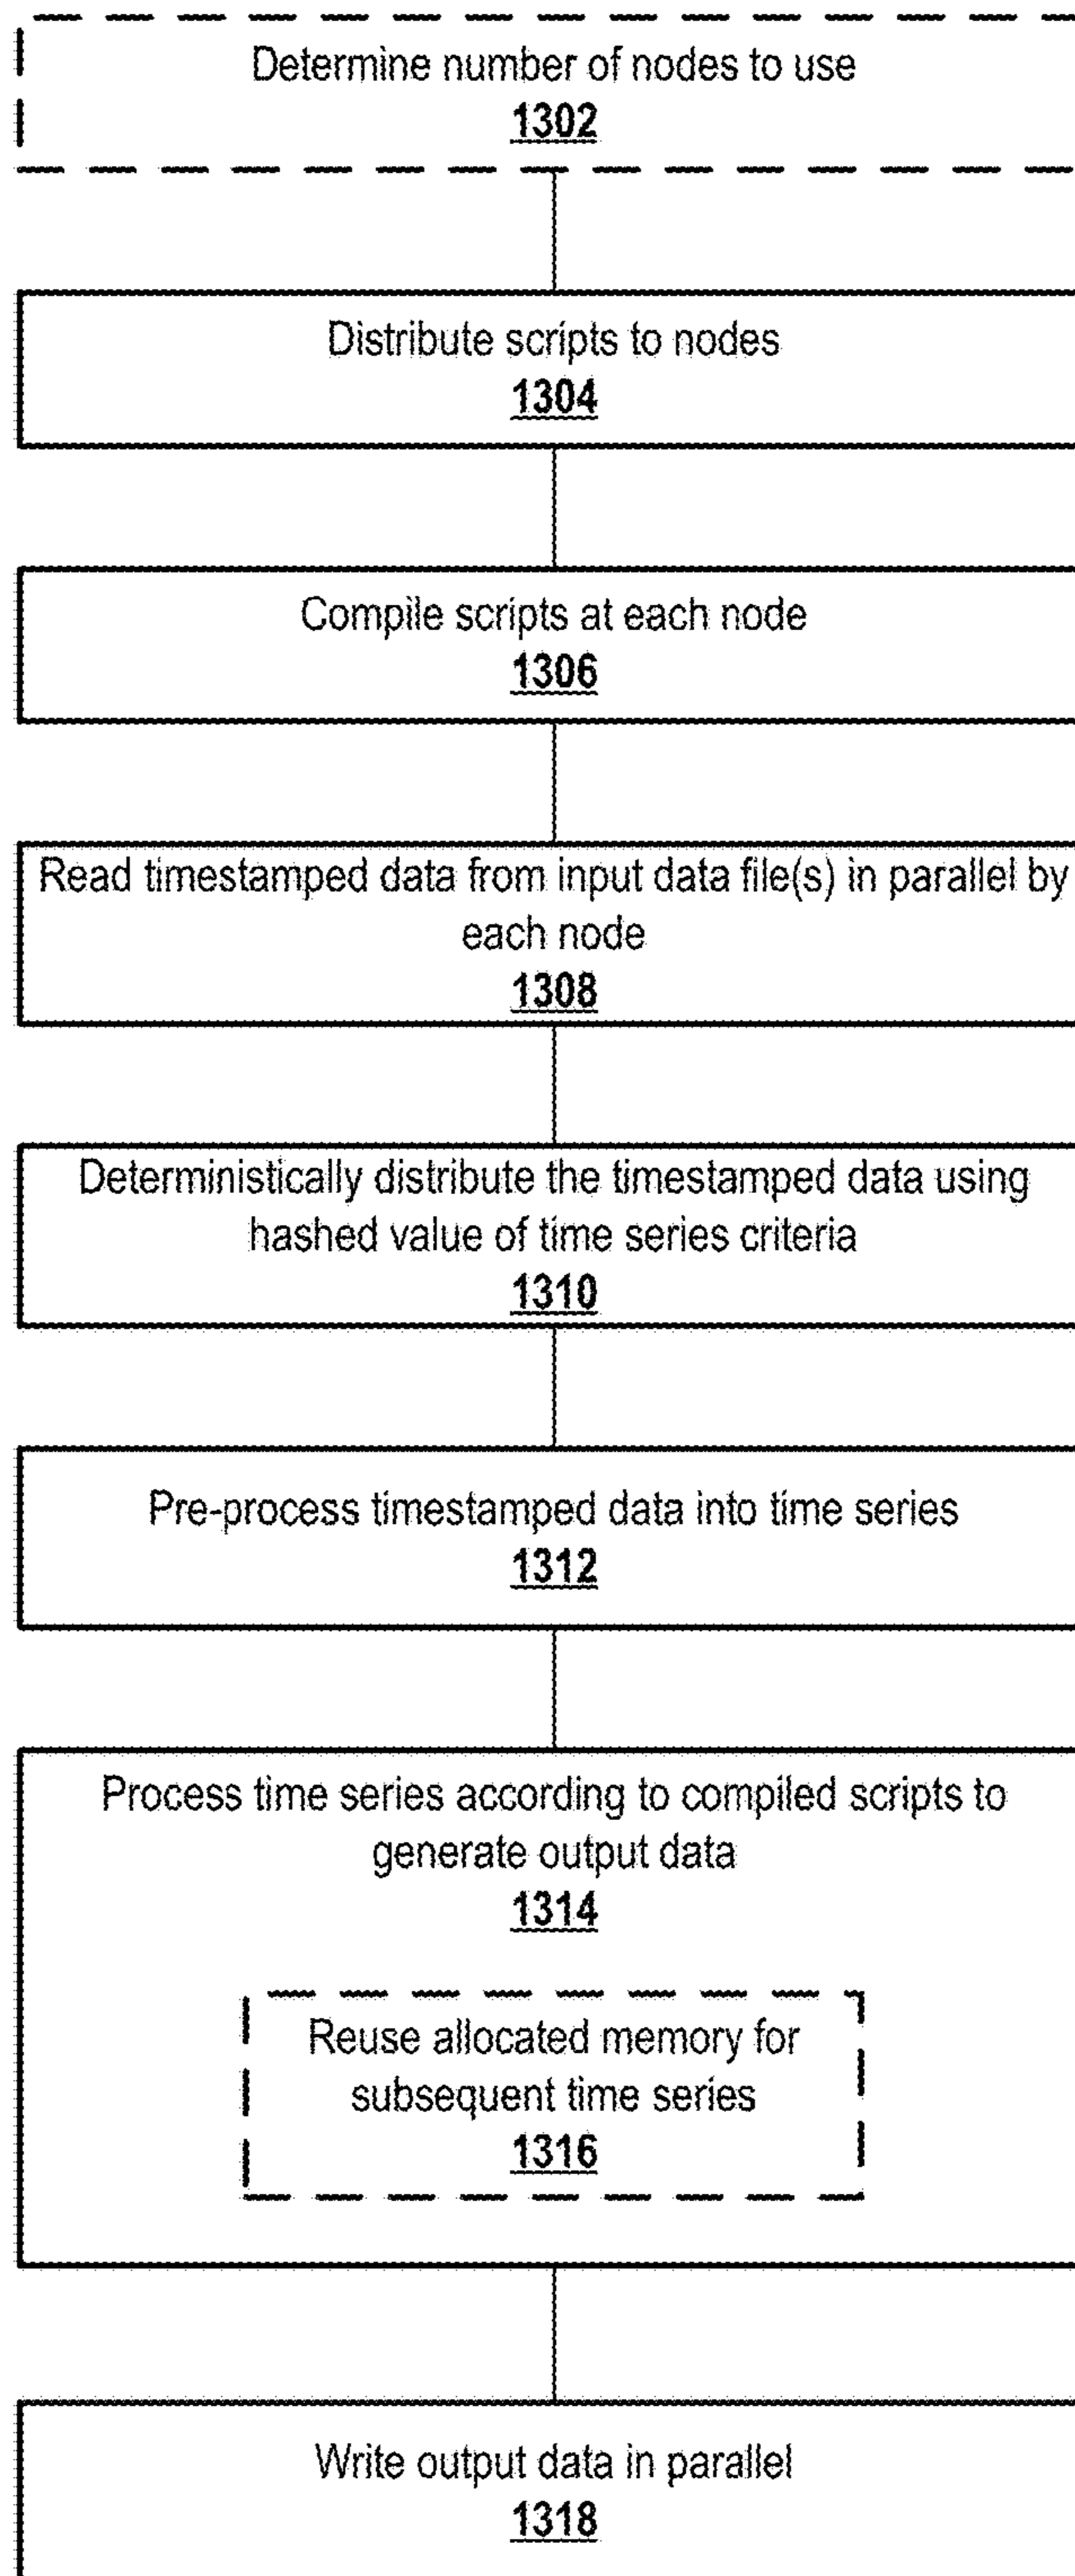 Determine number of nodes to use
1302
Distribute scripts to nodes
1304
Compile scripts at each node
1306
Read timestamped data from input data file(s) in parallel by
each node
1308
Deterministically distribute the timestamped data using
hashed value of time series criteria
1310
Pre-process timestamped data into time series
1312
Process time series according to compiled scripts to
generate output data
1314
Reuse allocated memory for
subsequent time series
1316
Write output data in parallel
1318